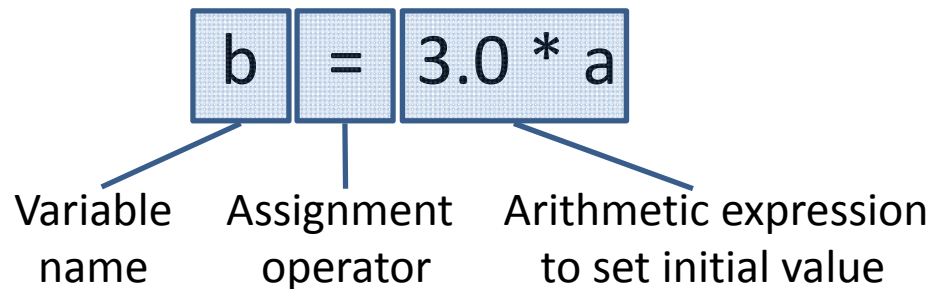 b = 3.0 * a
Variable name
Assignment operator
Arithmetic expression to set initial value